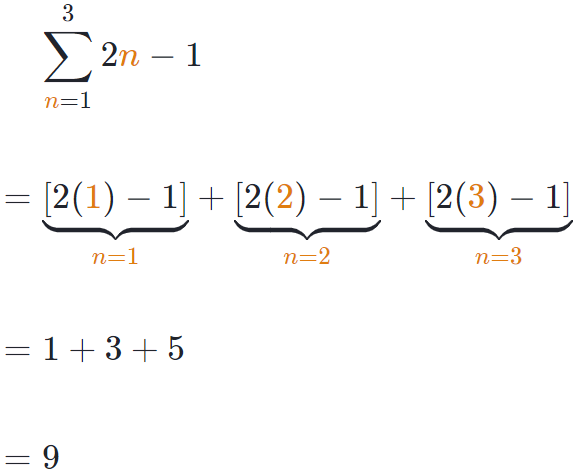 3
∑ 2n − 1
n=1
= [2(1) − 1] + [2(2) − 1] + [2(3) − 1]
n=1 n=2 n=3
= 1 + 3 + 5
= 9